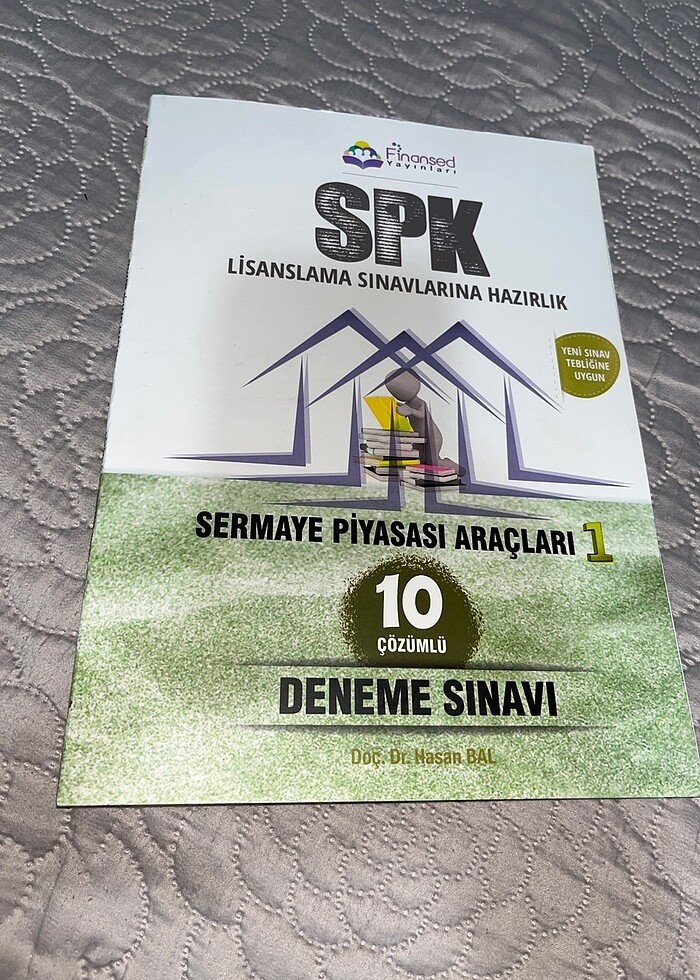 Finansed
Yayınları
SPK
LİSANSLAMA SINAVLARINA HAZIRLIK
YENİ SINAV
TEBLİĞİNE
UYGUN
SERMAYE PİYASASI ARAÇLARI 1
10
ÇÖZÜMLÜ
DENEME SINAVI
Doç. Dr. Hasan BAL